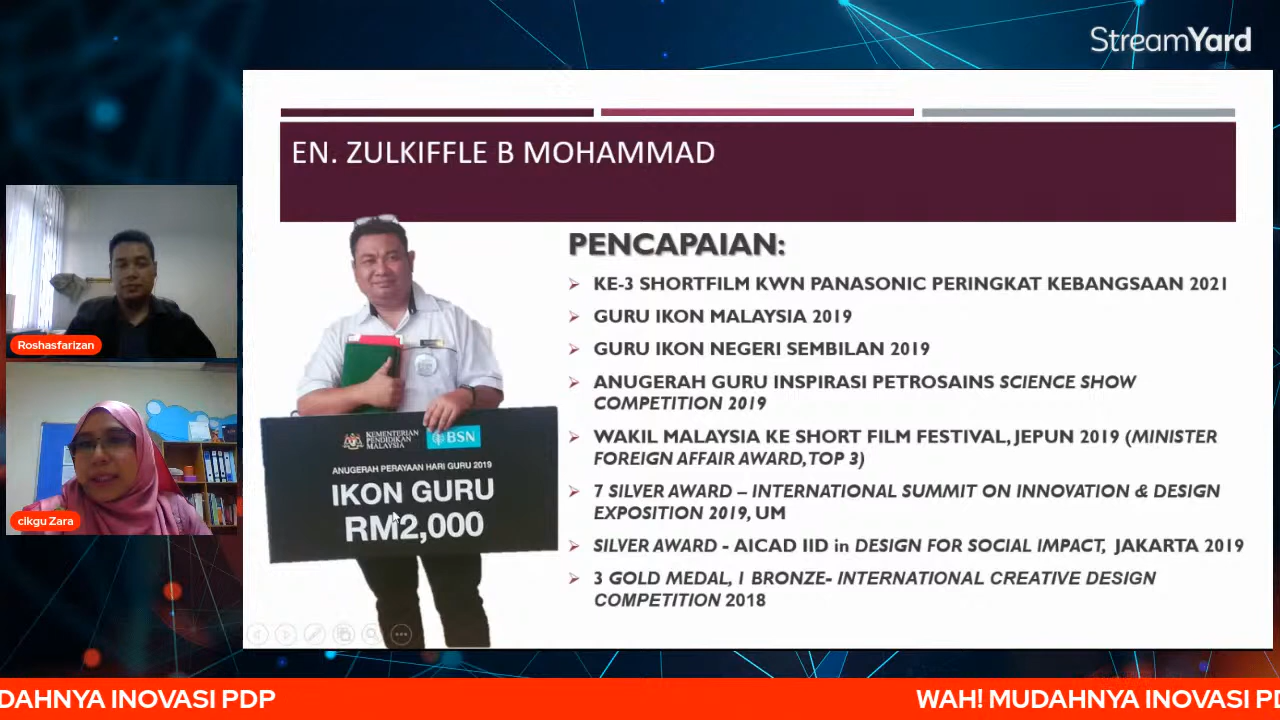 StreamYard
EN. ZULKIFFLE B MOHAMMAD
PENCAPAIAN:
KE-3 SHORTFILM KWN PANASONIC PERINGKAT KEBANGSAAN 2021
GURU IKON MALAYSIA 2019
GURU IKON NEGERI SEMBILAN 2019
ANUGERAH GURU INSPIRASI PETROSAINS SCIENCE SHOW
COMPETITION 2019
WAKIL MALAYSIA KE SHORT FILM FESTIVAL, JEPUN 2019 (MINISTER
FOREIGN AFFAIR AWARD, TOP 3)
7 SILVER AWARD – INTERNATIONAL SUMMIT ON INNOVATION & DESIGN
EXPOSITION 2019, UM
SILVER AWARD - AICAD IID in DESIGN FOR SOCIAL IMPACT, JAKARTA 2019
3 GOLD MEDAL, 1 BRONZE- INTERNATIONAL CREATIVE DESIGN
COMPETITION 2018
KEMENTERIAN
PENDIDIKAN
MALAYSIA
BSN
ANUGERAH PERAYAAN HARI GURU 2019
IKON GURU
RM2,000
Roshasfarizan
cikgu Zara
DAHNYA INOVASI PDP
WAH! MUDAHNYA INOVASI PD